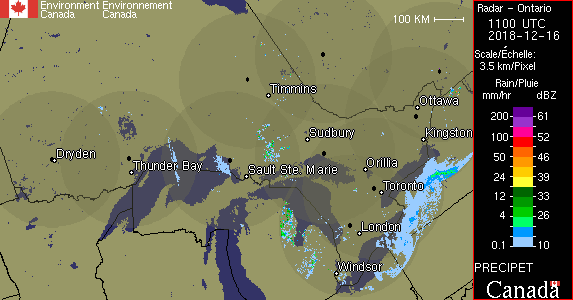 Environment Environnement
Canada Canada
100 KM
Radar - Ontario
1100 UTC
2018-12-16
Scale/Échelle:
3.5 km/Pixel
Rain/Pluie
mm/hr dBZ
200 61
100 56
50 46
24 39
12 33
4 26
0.1 10
PRECIPET
Canada
Timmins
Ottawa
Sudbury
Kingston
Dryden
Thunder Bay
Sault Ste. Marie
Orillia
Toronto
London
Windsor